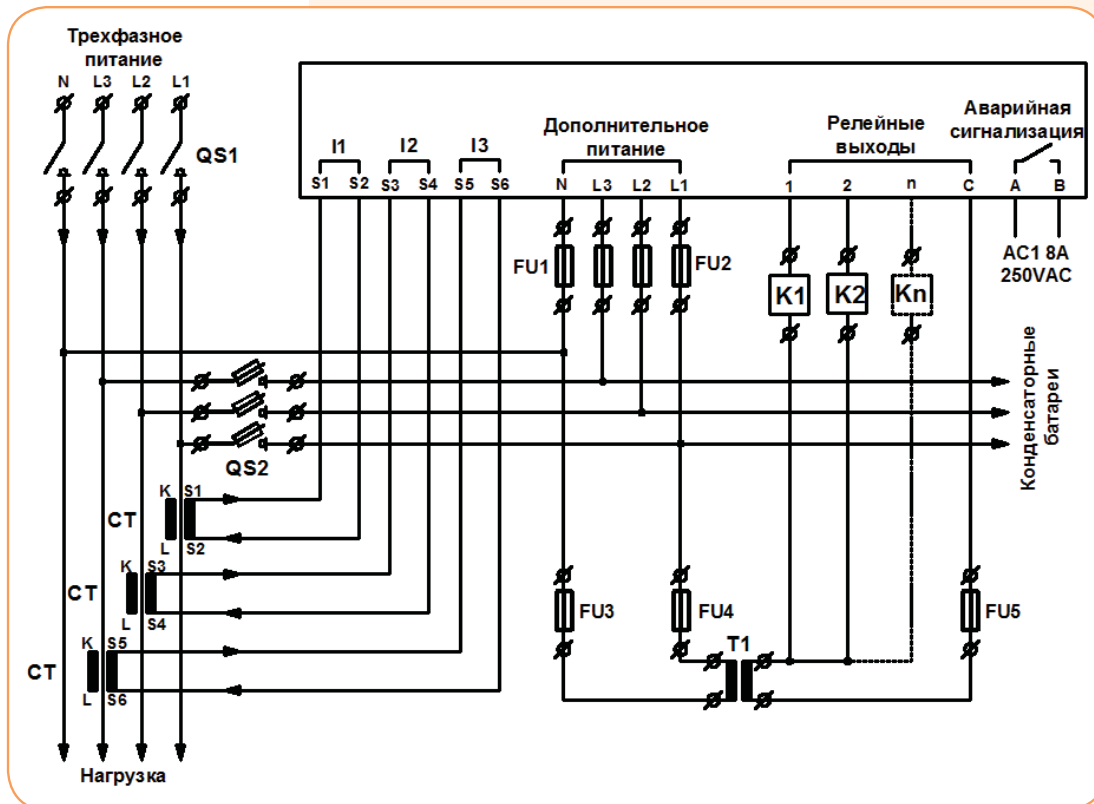 Трехфазное
питание
N L3 L2 L1
QS1
I1 I2 I3
S1 S2 S3 S4 S5 S6
Дополнительное
питание
N L3 L2 L1
Релейные
выходы
1 2 n C
Аварийная
сигнализация
A B
AC1 8A
250VAC
FU1 FU2
K1 K2 Kn
QS2
Конденсаторные
батареи
K S1
CT
L S2
K S3
CT
L S4
K S5
CT
L S6
FU3 FU4 FU5
T1
Нагрузка